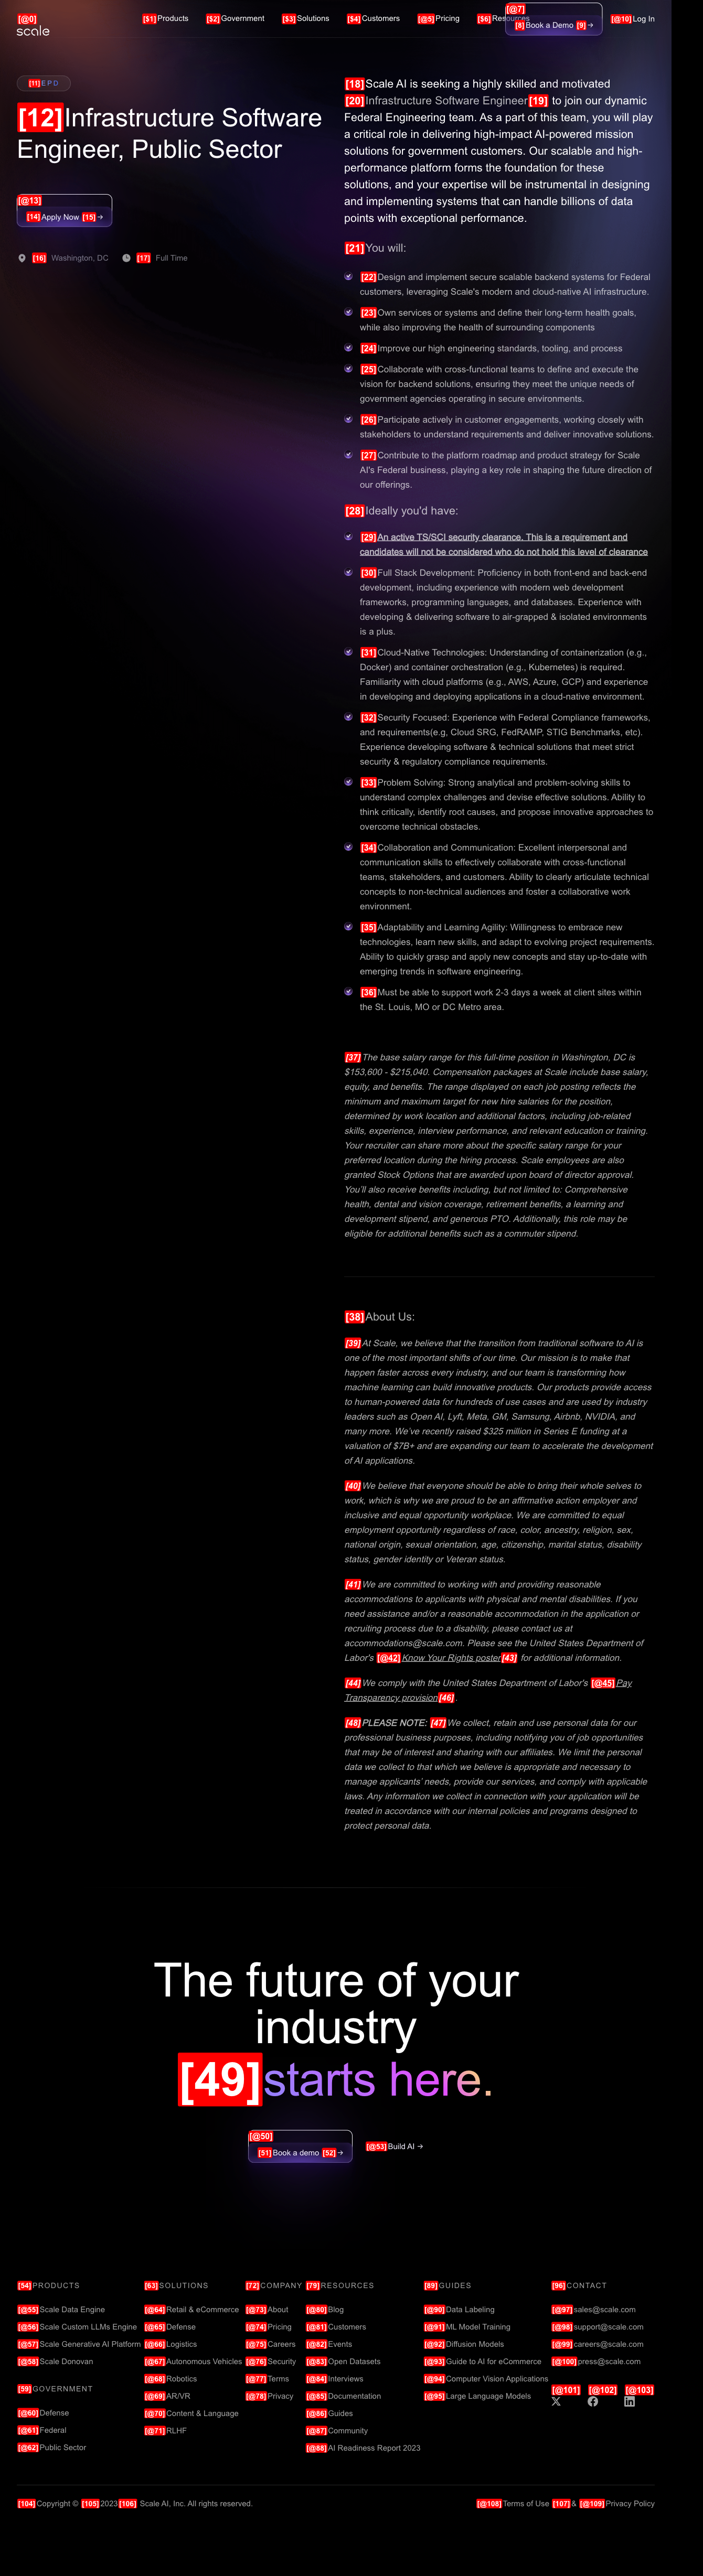 [@0] [$1]Products [$2]Government [$3]Solutions [$4]Customers [@5]Pricing [$6]Resources [@7] [8]Book a Demo [9]→ [@10]Log In
scale
[11]EPD
[12]Infrastructure Software
Engineer, Public Sector
[@13]
[14]Apply Now [15]→
[16] Washington, DC [17] Full Time
[18]Scale AI is seeking a highly skilled and motivated
[20]Infrastructure Software Engineer[19] to join our dynamic
Federal Engineering team. As a part of this team, you will play
a critical role in delivering high-impact AI-powered mission
solutions for government customers. Our scalable and high-
performance platform forms the foundation for these
solutions, and your expertise will be instrumental in designing
and implementing systems that can handle billions of data
points with exceptional performance.
[21]You will:
[22]Design and implement secure scalable backend systems for Federal
customers, leveraging Scale's modern and cloud-native AI infrastructure.
[23]Own services or systems and define their long-term health goals,
while also improving the health of surrounding components
[24]Improve our high engineering standards, tooling, and process
[25]Collaborate with cross-functional teams to define and execute the
vision for backend solutions, ensuring they meet the unique needs of
government agencies operating in secure environments.
[26]Participate actively in customer engagements, working closely with
stakeholders to understand requirements and deliver innovative solutions.
[27]Contribute to the platform roadmap and product strategy for Scale
AI's Federal business, playing a key role in shaping the future direction of
our offerings.
[28]Ideally you'd have:
[29]An active TS/SCI security clearance. This is a requirement and
candidates will not be considered who do not hold this level of clearance
[30]Full Stack Development: Proficiency in both front-end and back-end
development, including experience with modern web development
frameworks, programming languages, and databases. Experience with
developing & delivering software to air-grapped & isolated environments
is a plus.
[31]Cloud-Native Technologies: Understanding of containerization (e.g.,
Docker) and container orchestration (e.g., Kubernetes) is required.
Familiarity with cloud platforms (e.g., AWS, Azure, GCP) and experience
in developing and deploying applications in a cloud-native environment.
[32]Security Focused: Experience with Federal Compliance frameworks,
and requirements(e.g, Cloud SRG, FedRAMP, STIG Benchmarks, etc).
Experience developing software & technical solutions that meet strict
security & regulatory compliance requirements.
[33]Problem Solving: Strong analytical and problem-solving skills to
understand complex challenges and devise effective solutions. Ability to
think critically, identify root causes, and propose innovative approaches to
overcome technical obstacles.
[34]Collaboration and Communication: Excellent interpersonal and
communication skills to effectively collaborate with cross-functional
teams, stakeholders, and customers. Ability to clearly articulate technical
concepts to non-technical audiences and foster a collaborative work
environment.
[35]Adaptability and Learning Agility: Willingness to embrace new
technologies, learn new skills, and adapt to evolving project requirements.
Ability to quickly grasp and apply new concepts and stay up-to-date with
emerging trends in software engineering.
[36]Must be able to support work 2-3 days a week at client sites within
the St. Louis, MO or DC Metro area.
[37]The base salary range for this full-time position in Washington, DC is
$153,600 - $215,040. Compensation packages at Scale include base salary,
equity, and benefits. The range displayed on each job posting reflects the
minimum and maximum target for new hire salaries for the position,
determined by work location and additional factors, including job-related
skills, experience, interview performance, and relevant education or training.
Your recruiter can share more about the specific salary range for your
preferred location during the hiring process. Scale employees are also
granted Stock Options that are awarded upon board of director approval.
You'll also receive benefits including, but not limited to: Comprehensive
health, dental and vision coverage, retirement benefits, a learning and
development stipend, and generous PTO. Additionally, this role may be
eligible for additional benefits such as a commuter stipend.
[38]About Us:
[39]At Scale, we believe that the transition from traditional software to AI is
one of the most important shifts of our time. Our mission is to make that
happen faster across every industry, and our team is transforming how
machine learning can build innovative products. Our products provide access
to human-powered data for hundreds of use cases and are used by industry
leaders such as Open AI, Lyft, Meta, GM, Samsung, Airbnb, NVIDIA, and
many more. We've recently raised $325 million in Series E funding at a
valuation of $7B+ and are expanding our team to accelerate the development
of AI applications.
[40]We believe that everyone should be able to bring their whole selves to
work, which is why we are proud to be an affirmative action employer and
inclusive and equal opportunity workplace. We are committed to equal
employment opportunity regardless of race, color, ancestry, religion, sex,
national origin, sexual orientation, age, citizenship, marital status, disability
status, gender identity or Veteran status.
[41]We are committed to working with and providing reasonable
accommodations to applicants with physical and mental disabilities. If you
need assistance and/or a reasonable accommodation in the application or
recruiting process due to a disability, please contact us at
accommodations@scale.com. Please see the United States Department of
Labor's [@42]Know Your Rights poster[43] for additional information.
[44]We comply with the United States Department of Labor's [@45]Pay
Transparency provision[46].
[48]PLEASE NOTE: [47]We collect, retain and use personal data for our
professional business purposes, including notifying you of job opportunities
that may be of interest and sharing with our affiliates. We limit the personal
data we collect to that which we believe is appropriate and necessary to
manage applicants' needs, provide our services, and comply with applicable
laws. Any information we collect in connection with your application will be
treated in accordance with our internal policies and programs designed to
protect personal data.
The future of your
industry
[49]starts here.
[@50]
[51]Book a demo [52]→ [@53]Build AI →
[54]PRODUCTS
[@55]Scale Data Engine
[@56]Scale Custom LLMs Engine
[@57]Scale Generative AI Platform
[@58]Scale Donovan
[59]GOVERNMENT
[@60]Defense
[@61]Federal
[@62]Public Sector
[63]SOLUTIONS
[@64]Retail & eCommerce
[@65]Defense
[@66]Logistics
[@67]Autonomous Vehicles
[@68]Robotics
[@69]AR/VR
[@70]Content & Language
[@71]RLHF
[72]COMPANY
[@73]About
[@74]Pricing
[@75]Careers
[@76]Security
[@77]Terms
[@78]Privacy
[79]RESOURCES
[@80]Blog
[@81]Customers
[@82]Events
[@83]Open Datasets
[@84]Interviews
[@85]Documentation
[@86]Guides
[@87]Community
[@88]AI Readiness Report 2023
[89]GUIDES
[@90]Data Labeling
[@91]ML Model Training
[@92]Diffusion Models
[@93]Guide to AI for eCommerce
[@94]Computer Vision Applications
[@95]Large Language Models
[96]CONTACT
[@97]sales@scale.com
[@98]support@scale.com
[@99]careers@scale.com
[@100]press@scale.com
[@101] [@102] [@103]
[104]Copyright © [105]2023[106] Scale AI, Inc. All rights reserved.
[@108]Terms of Use [107]& [@109]Privacy Policy